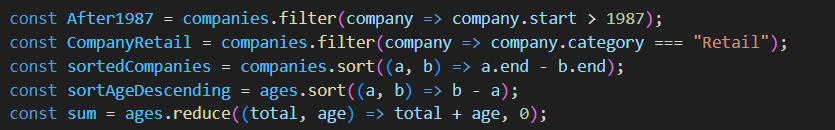 const After1987 = companies.filter(company => company.start > 1987);
const CompanyRetail = companies.filter(company => company.category === "Retail");
const sortedCompanies = companies.sort((a, b) => a.end - b.end);
const sortAgeDescending = ages.sort((a, b) => b - a);
const sum = ages.reduce((total, age) => total + age, 0);